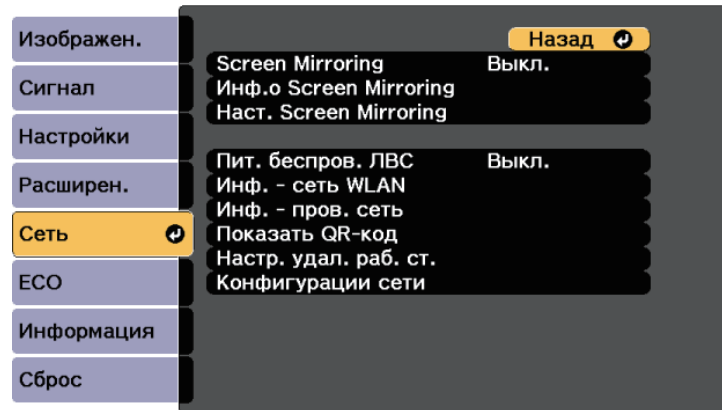 Изображен.
Сигнал
Настройки
Расширен.
Сеть
ECO
Информация
Сброс
Назад
Screen Mirroring Выкл.
Инф.о Screen Mirroring
Наст. Screen Mirroring
Пит. беспров. ЛВС Выкл.
Инф. - сеть WLAN
Инф. - пров. сеть
Показать QR-код
Настр. удал. раб. ст.
Конфигурации сети